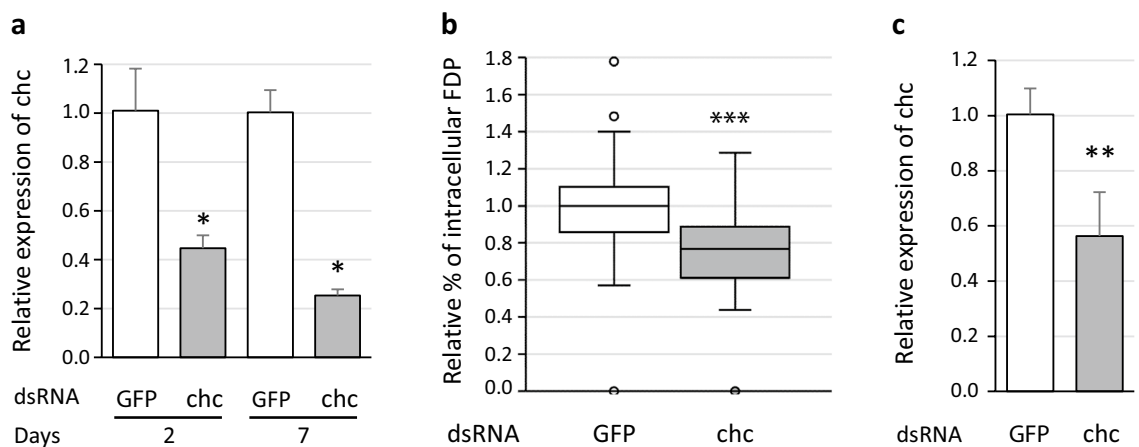 a
Relative expression of chc
1.2
1.0
0.8
0.6
0.4
0.2
0.0
*
*
dsRNA GFP chc GFP chc
Days 2 7
b
Relative % of intracellular FDP
1.8
1.6
1.4
1.2
1.0
0.8
0.6
0.4
0.2
0.0
***
dsRNA GFP chc
c
Relative expression of chc
1.2
1.0
0.8
0.6
0.4
0.2
0.0
**
dsRNA GFP chc